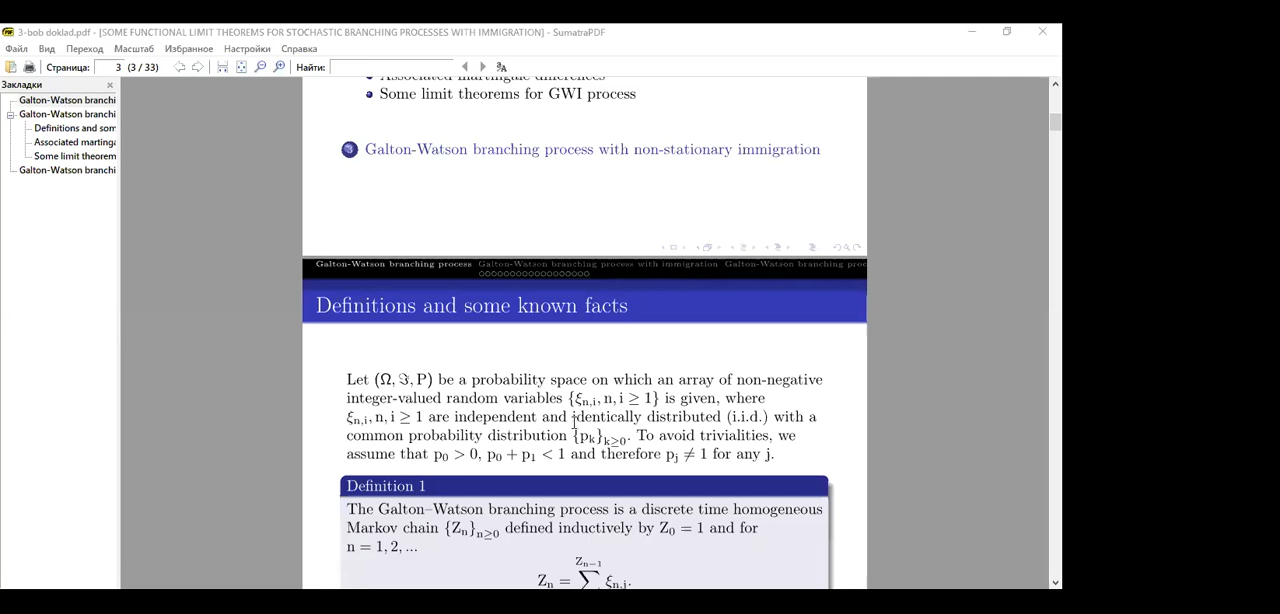 3-bob doklad.pdf - [SOME FUNCTIONAL LIMIT THEOREMS FOR STOCHASTIC BRANCHING PROCESSES WITH IMMIGRATION] - SumatraPDF
Файл Вид Переход Масштаб Избранное Настройки Справка
Страница: 3 (3 / 33) Найти:
Закладки
Galton-Watson branchi
Galton-Watson branchi
Definitions and som
Associated marting
Some limit theorem
Galton-Watson branchi
Associated martingale differences
Some limit theorems for GWI process
3 Galton-Watson branching process with non-stationary immigration
Galton-Watson branching process Galton-Watson branching process with immigration Galton-Watson branching proc
Definitions and some known facts
Let (Ω, ℑ, P) be a probability space on which an array of non-negative
integer-valued random variables {ξn,i, n, i ≥ 1} is given, where
ξn,i, n, i ≥ 1 are independent and identically distributed (i.i.d.) with a
common probability distribution {pk}k≥0. To avoid trivialities, we
assume that p0 > 0, p0 + p1 < 1 and therefore pj ≠ 1 for any j.
Definition 1
The Galton–Watson branching process is a discrete time homogeneous
Markov chain {Zn}n≥0 defined inductively by Z0 = 1 and for
n = 1, 2, ...
Zn−1
Zn = ∑ ξn,j.